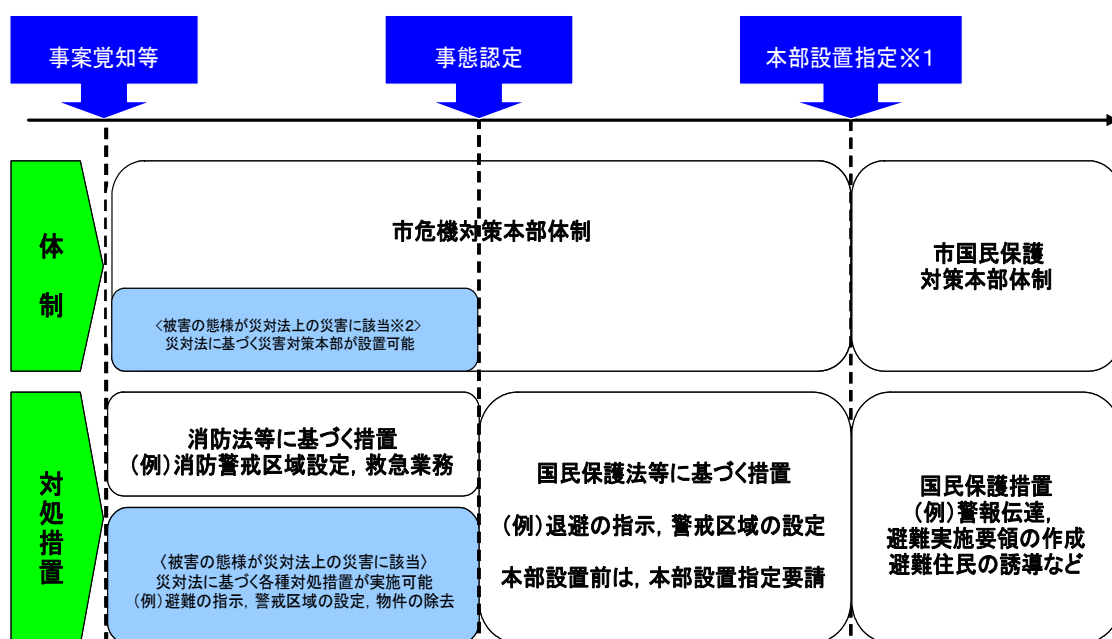 事案覚知等
事態認定
本部設置指定※1
体
制
市危機対策本部体制
<被害の態様が災対法上の災害に該当※2>
災対法に基づく災害対策本部が設置可能
市国民保護
対策本部体制
対
処
措
置
消防法等に基づく措置
(例)消防警戒区域設定, 救急業務
〈被害の態様が災対法上の災害に該当〉
災対法に基づく各種対処措置が実施可能
(例)避難の指示, 警戒区域の設定, 物件の除去
国民保護法等に基づく措置
(例)退避の指示, 警戒区域の設定
本部設置前は, 本部設置指定要請
国民保護措置
(例)警報伝達,
避難実施要領の作成
避難住民の誘導など